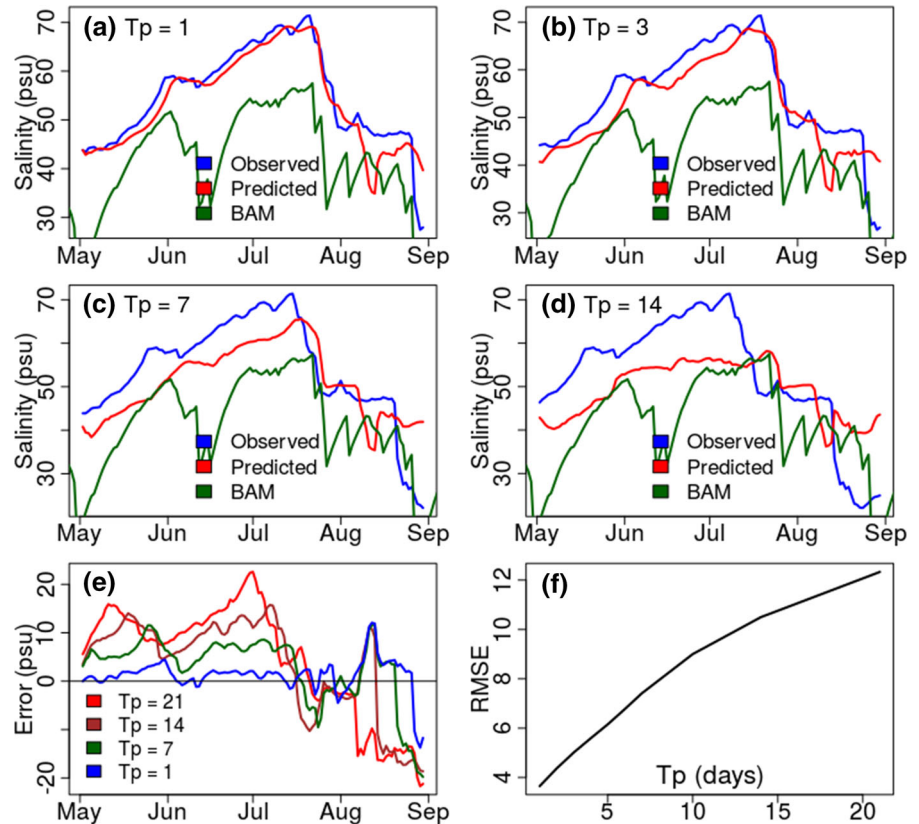 (a) Tp = 1
Salinity (psu)
70
60
50
40
30
Observed
Predicted
BAM
May Jun Jul Aug Sep
(b) Tp = 3
Salinity (psu)
70
60
50
40
30
Observed
Predicted
BAM
May Jun Jul Aug Sep
(c) Tp = 7
Salinity (psu)
70
50
30
Observed
Predicted
BAM
May Jun Jul Aug Sep
(d) Tp = 14
Salinity (psu)
70
50
30
Observed
Predicted
BAM
May Jun Jul Aug Sep
(e)
Error (psu)
20
10
0
-20
Tp = 21
Tp = 14
Tp = 7
Tp = 1
May Jun Jul Aug Sep
(f)
RMSE
12
10
8
6
4
Tp (days)
5 10 15 20